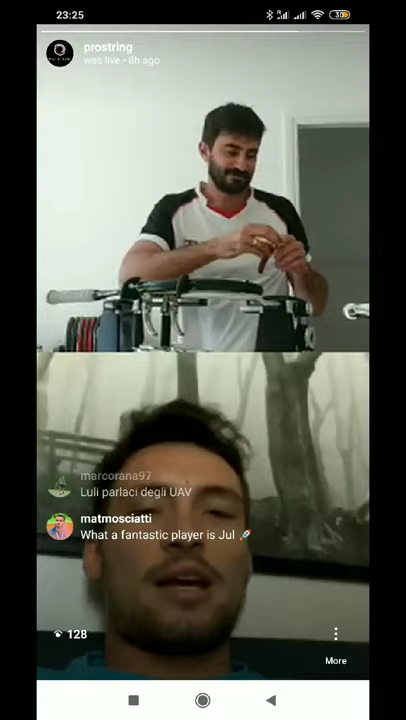 23:25
30
prostring
was live • 8h ago
marcorana97
Luli parlaci degli UAV
matmosciatti
What a fantastic player is Jul 🚀
128
More